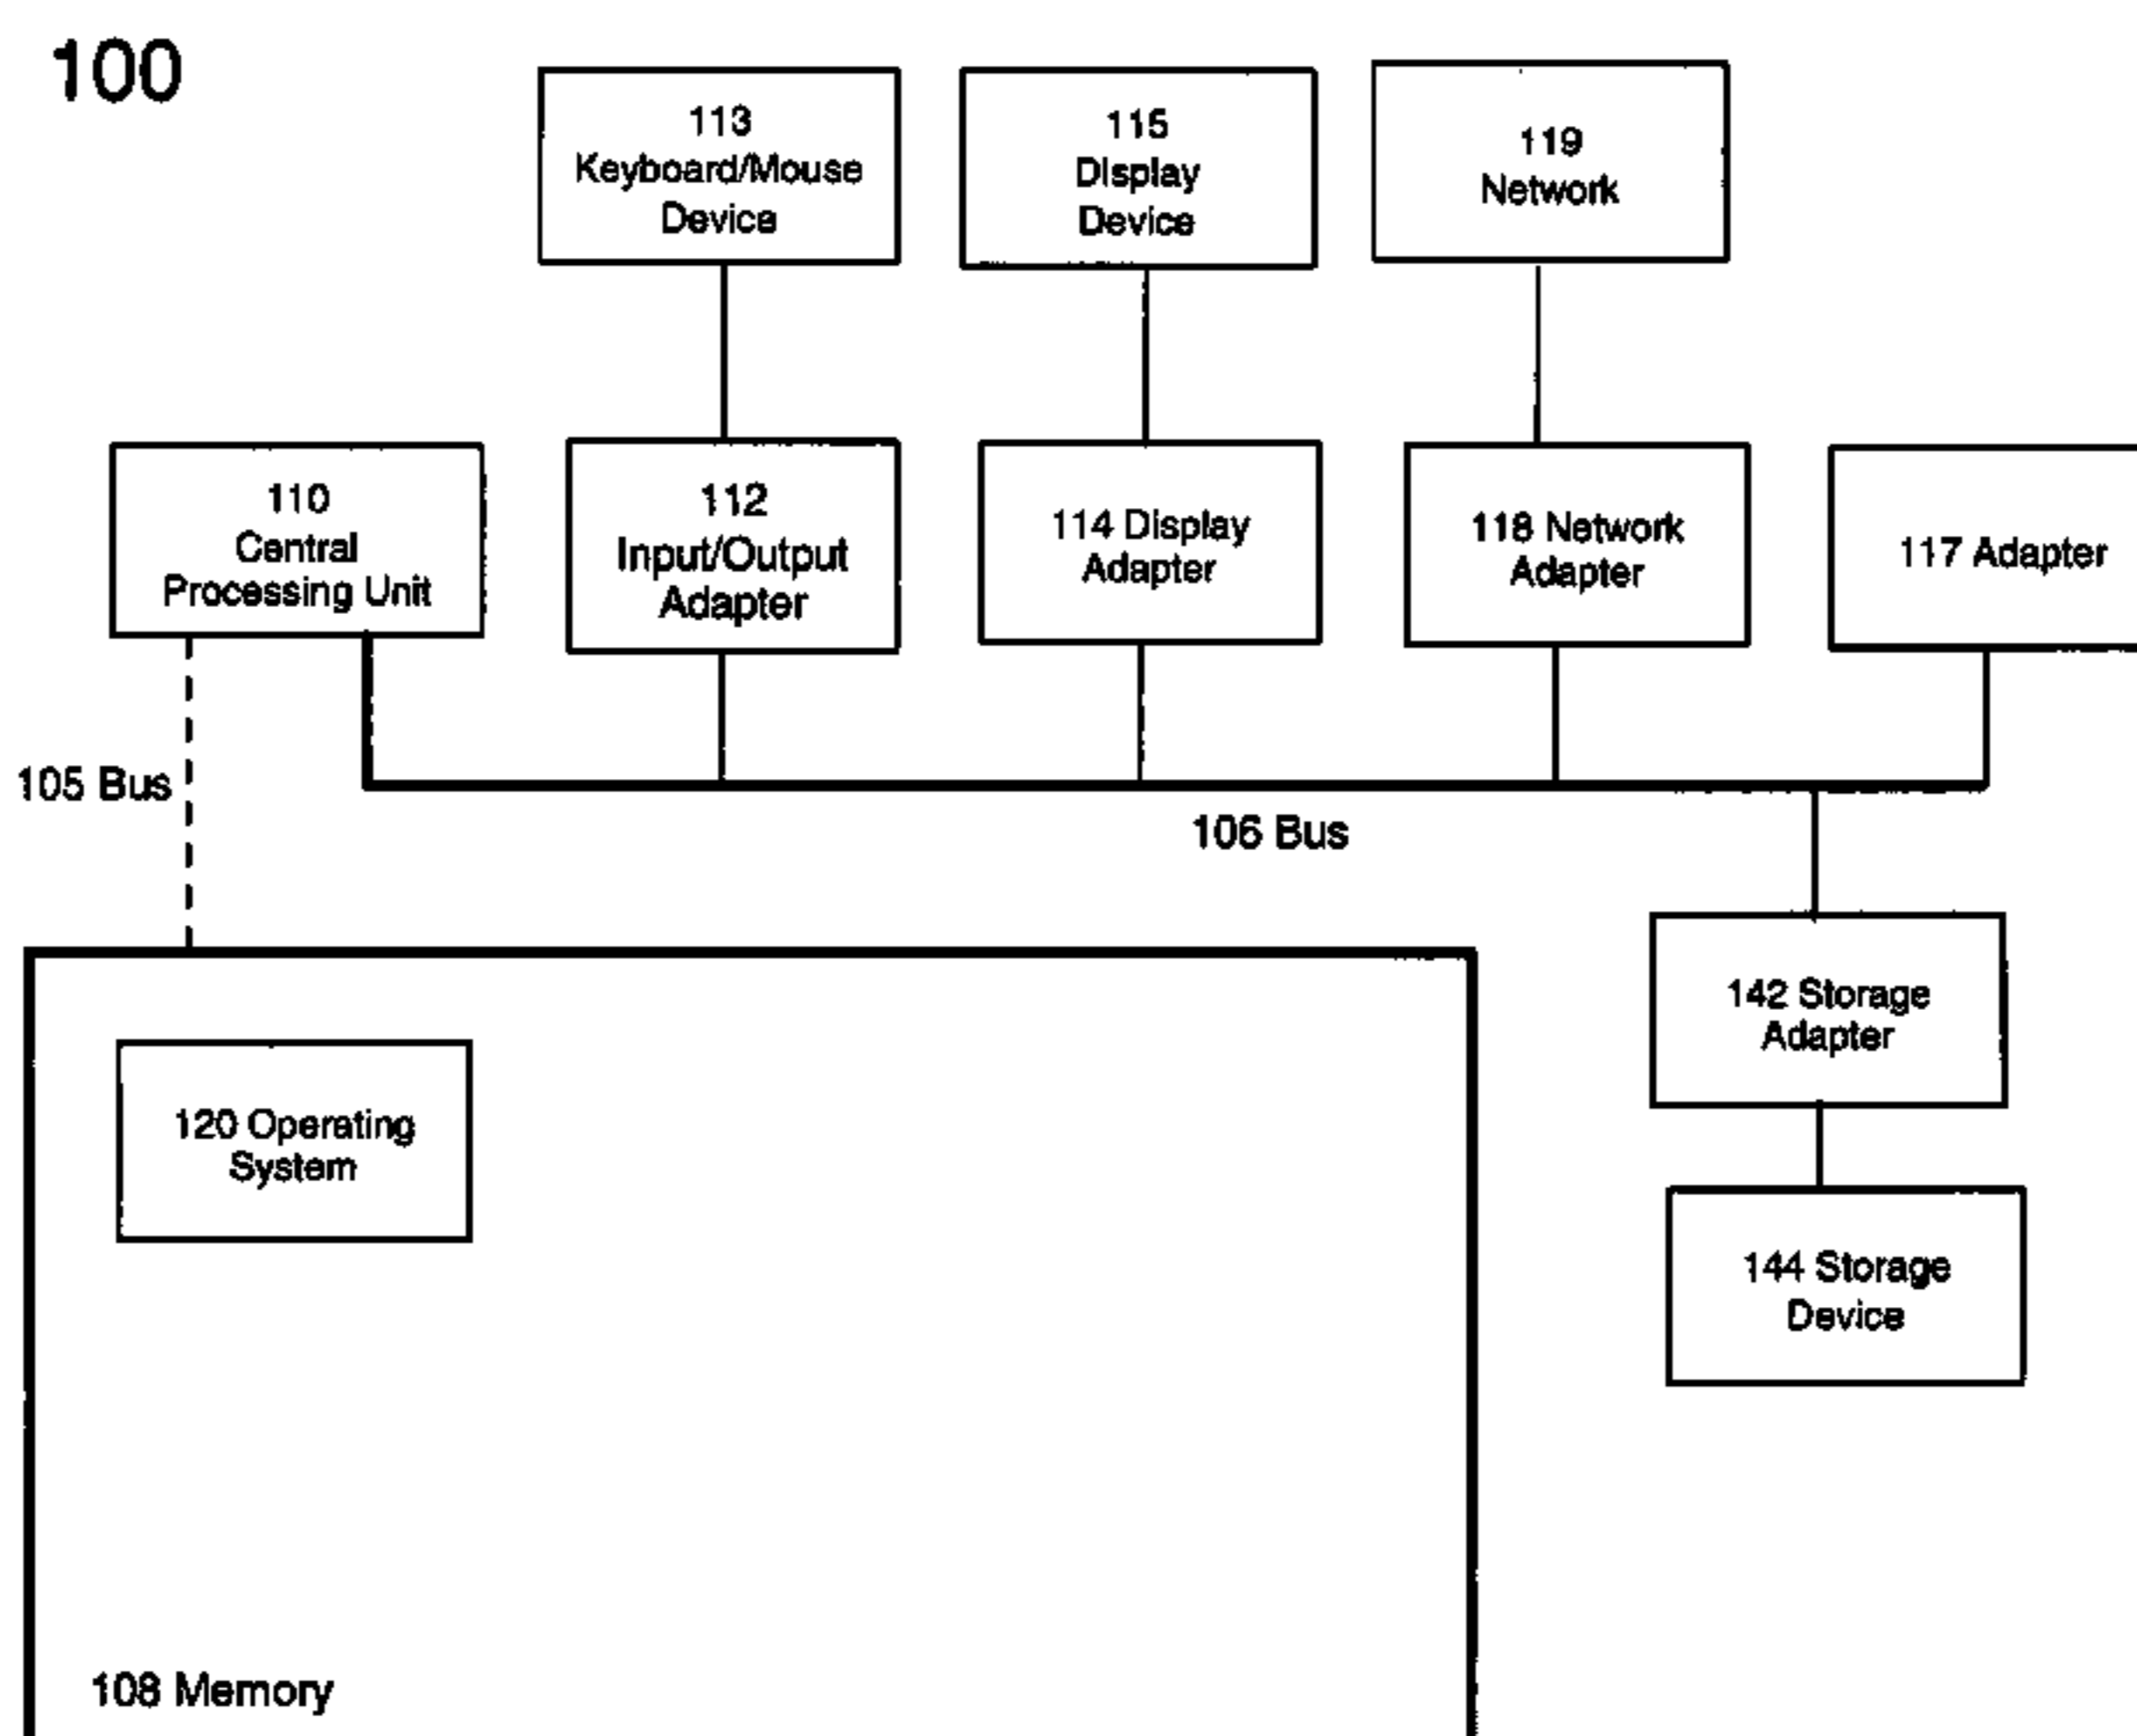 100
113
Keyboard/Mouse
Device
115
Display
Device
119
Network
110
Central
Processing Unit
112
Input/Output
Adapter
114 Display
Adapter
118 Network
Adapter
117 Adapter
105 Bus
106 Bus
142 Storage
Adapter
120 Operating
System
144 Storage
Device
108 Memory